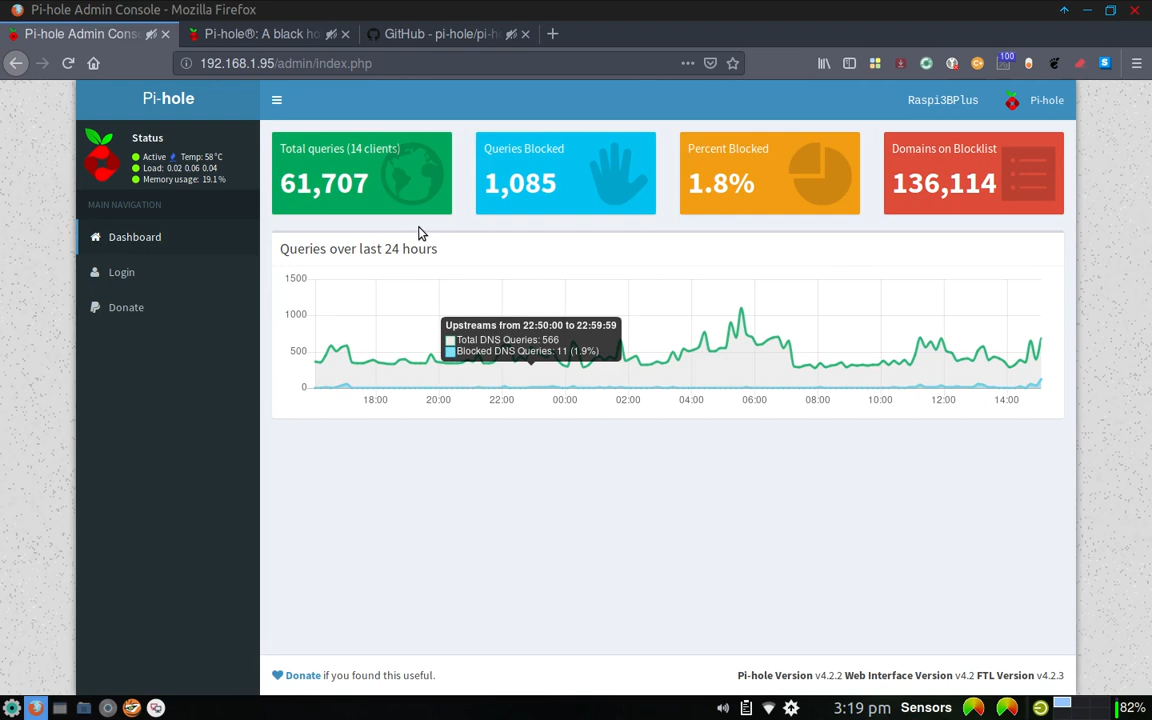 Pi-hole Admin Console - Mozilla Firefox
Pi-hole Admin Cons
Pi-hole®: A black ho
GitHub - pi-hole/pi-h
192.168.1.95/admin/index.php
100
Pi-hole
Raspi3BPlus
Pi-hole
Status
Active Temp: 58°C
Load: 0.02 0.06 0.04
Memory usage: 19.1%
MAIN NAVIGATION
Dashboard
Login
Donate
Total queries (14 clients)
61,707
Queries Blocked
1,085
Percent Blocked
1.8%
Domains on Blocklist
136,114
Queries over last 24 hours
1500
1000
500
0
Upstreams from 22:50:00 to 22:59:59
Total DNS Queries: 566
Blocked DNS Queries: 11 (1.9%)
18:00 20:00 22:00 00:00 02:00 04:00 06:00 08:00 10:00 12:00 14:00
Donate if you found this useful.
Pi-hole Version v4.2.2 Web Interface Version v4.2 FTL Version v4.2.3
3:19 pm Sensors 82%